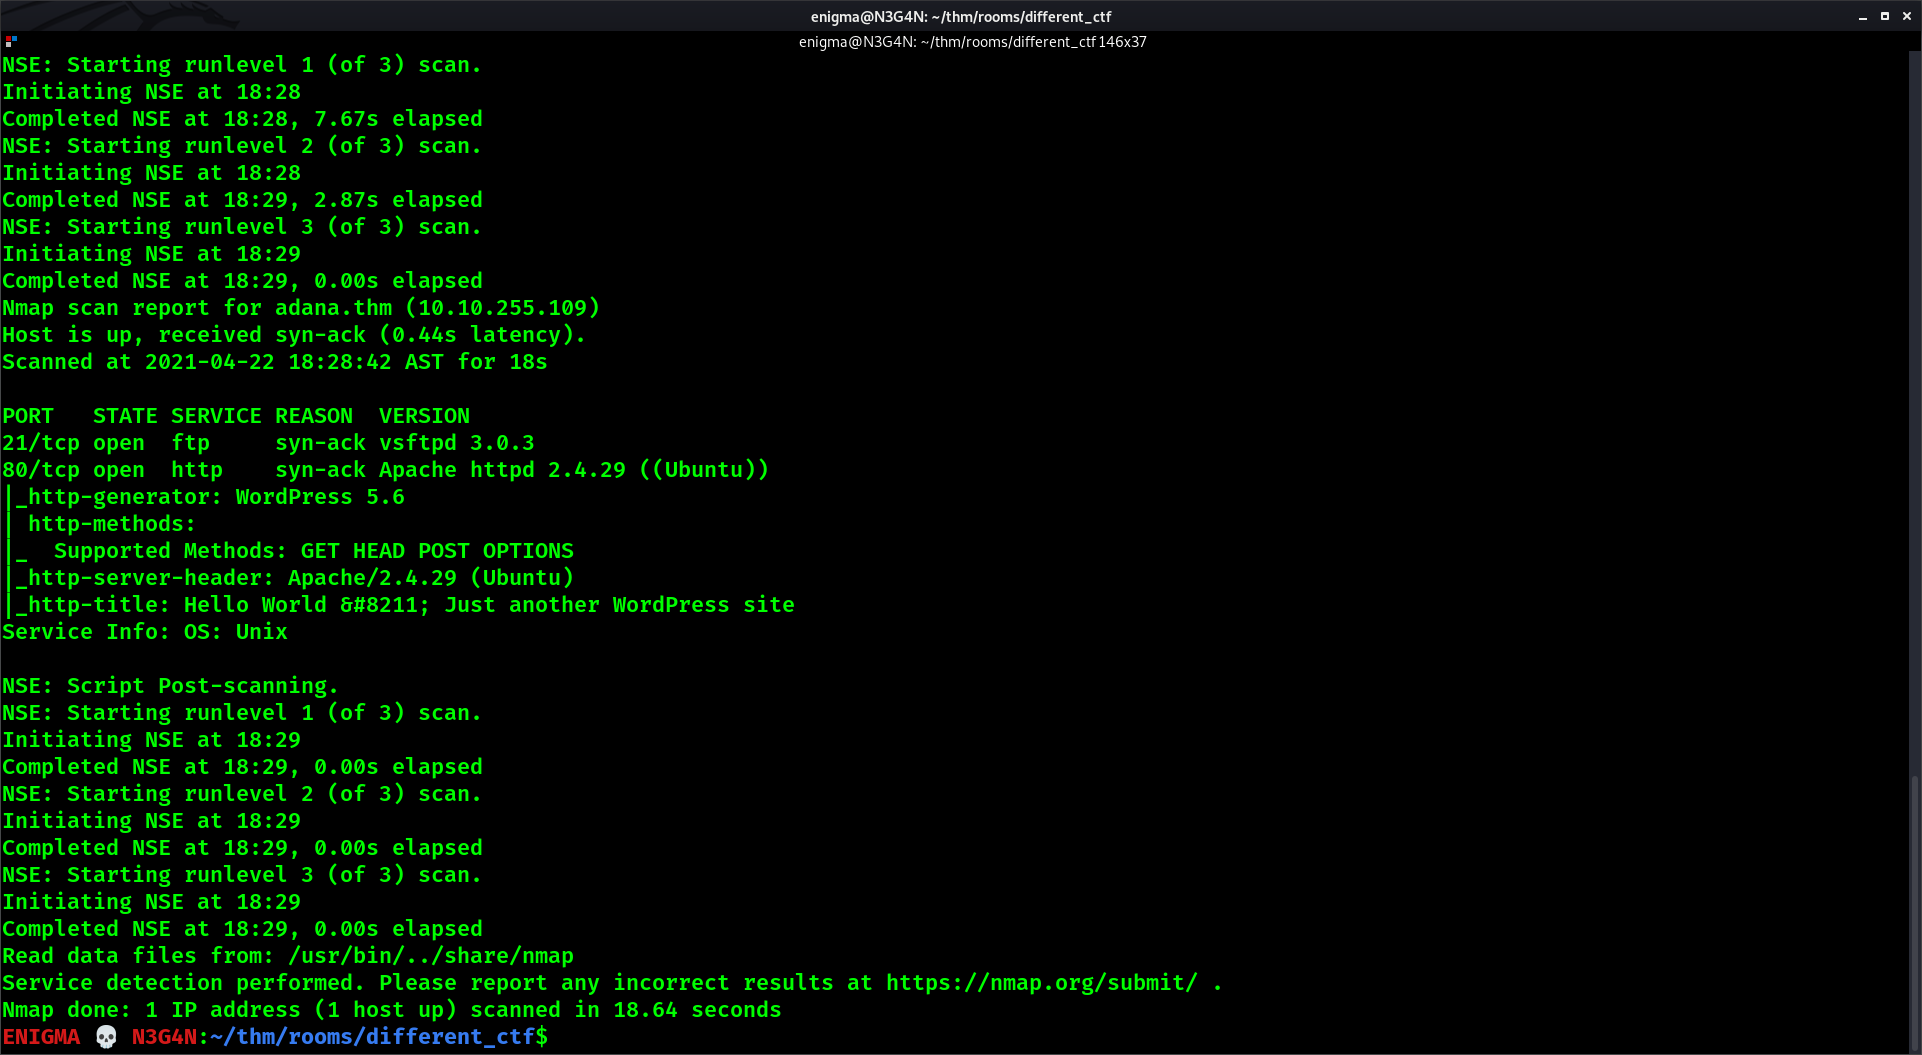 enigma@N3G4N: ~/thm/rooms/different_ctf
enigma@N3G4N: ~/thm/rooms/different_ctf 146x37
NSE: Starting runlevel 1 (of 3) scan.
Initiating NSE at 18:28
Completed NSE at 18:28, 7.67s elapsed
NSE: Starting runlevel 2 (of 3) scan.
Initiating NSE at 18:28
Completed NSE at 18:29, 2.87s elapsed
NSE: Starting runlevel 3 (of 3) scan.
Initiating NSE at 18:29
Completed NSE at 18:29, 0.00s elapsed
Nmap scan report for adana.thm (10.10.255.109)
Host is up, received syn-ack (0.44s latency).
Scanned at 2021-04-22 18:28:42 AST for 18s

PORT   STATE SERVICE REASON  VERSION
21/tcp open  ftp     syn-ack vsftpd 3.0.3
80/tcp open  http    syn-ack Apache httpd 2.4.29 ((Ubuntu))
|_http-generator: WordPress 5.6
| http-methods:
|_  Supported Methods: GET HEAD POST OPTIONS
|_http-server-header: Apache/2.4.29 (Ubuntu)
|_http-title: Hello World &#8211; Just another WordPress site
Service Info: OS: Unix

NSE: Script Post-scanning.
NSE: Starting runlevel 1 (of 3) scan.
Initiating NSE at 18:29
Completed NSE at 18:29, 0.00s elapsed
NSE: Starting runlevel 2 (of 3) scan.
Initiating NSE at 18:29
Completed NSE at 18:29, 0.00s elapsed
NSE: Starting runlevel 3 (of 3) scan.
Initiating NSE at 18:29
Completed NSE at 18:29, 0.00s elapsed
Read data files from: /usr/bin/../share/nmap
Service detection performed. Please report any incorrect results at https://nmap.org/submit/ .
Nmap done: 1 IP address (1 host up) scanned in 18.64 seconds
ENIGMA 💀 N3G4N:~/thm/rooms/different_ctf$